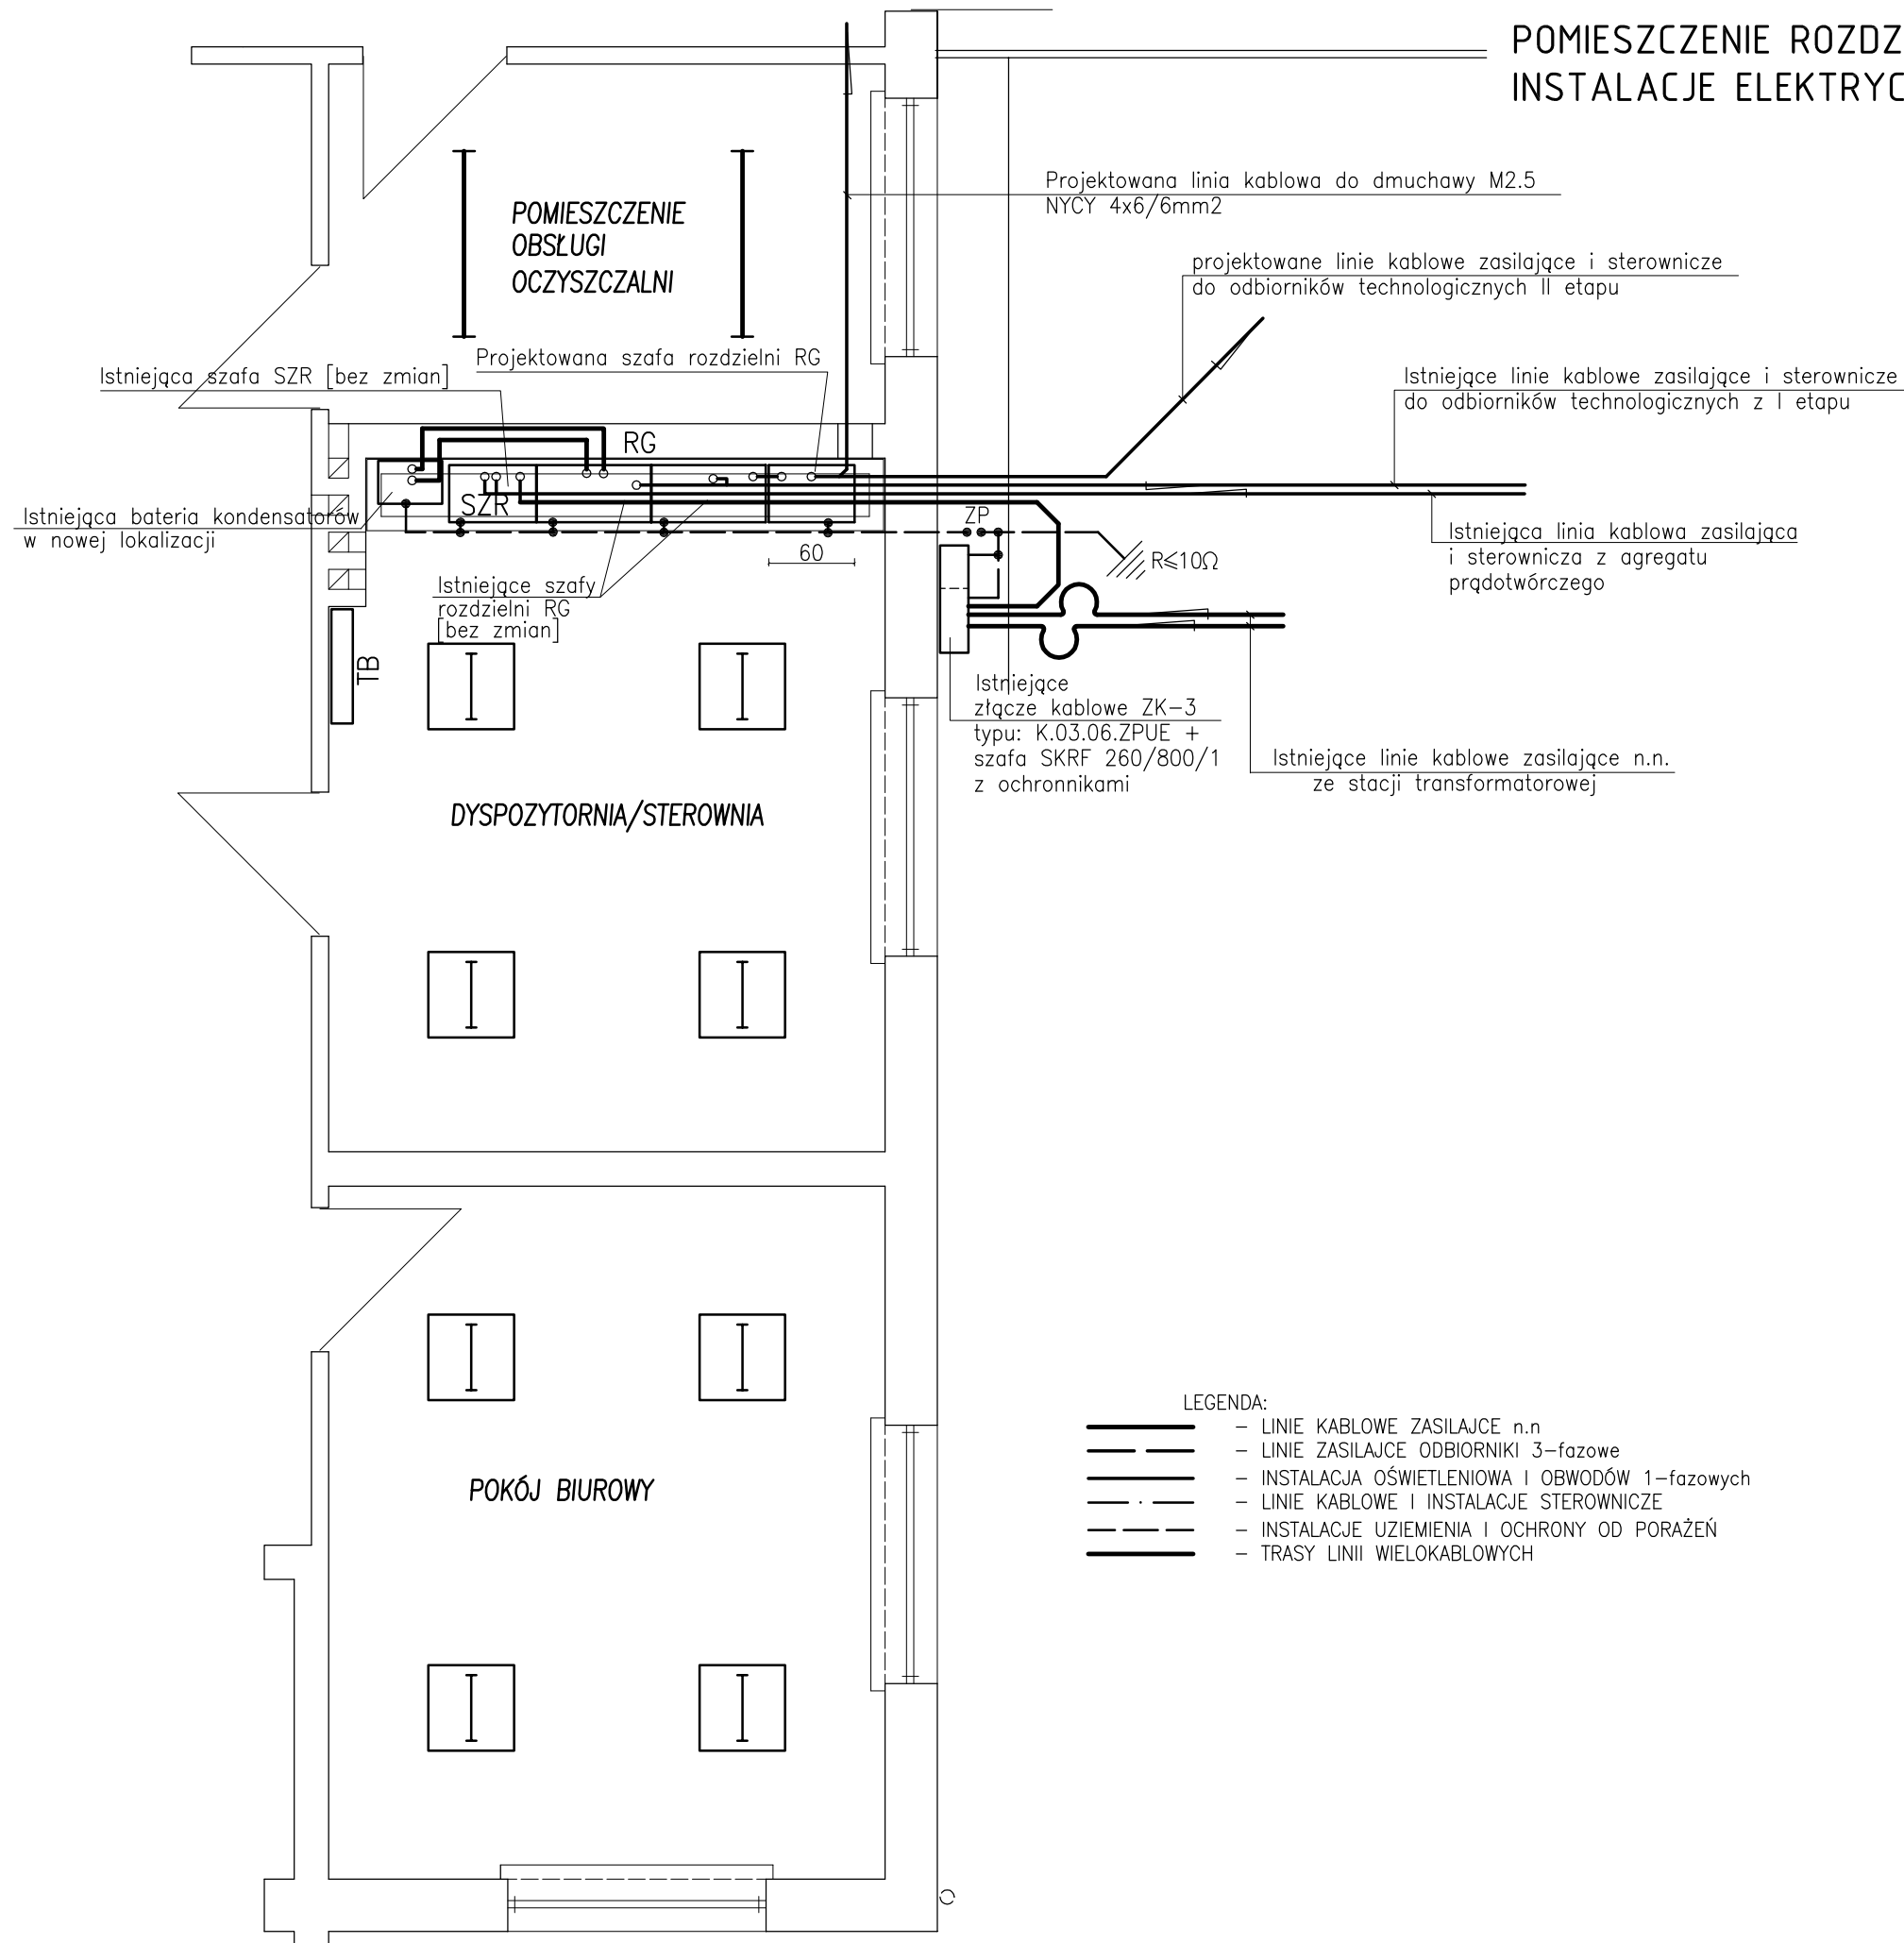 POMIESZCZENIE ROZDZ
INSTALACJE ELEKTRYC
Projektowana linia kablowa do dmuchawy M2.5
NYCY 4x6/6mm2
POMIESZCZENIE
OBSŁUGI
OCZYSZCZALNI
projektowane linie kablowe zasilające i sterownicze
do odbiorników technologicznych II etapu
Projektowana szafa rozdzielni RG
Istniejąca szafa SZR [bez zmian]
Istniejące linie kablowe zasilające i sterownicze
do odbiorników technologicznych z I etapu
RG
SZR
Istniejąca bateria kondensatorów
w nowej lokalizacji
ZP
Istniejąca linia kablowa zasilająca
i sterownicza z agregatu
prądotwórczego
60
R≤10Ω
Istniejące szafy
rozdzielni RG
[bez zmian]
TB
Istniejące
złącze kablowe ZK-3
typu: K.03.06.ZPUE +
szafa SKRF 260/800/1
z ochronnikami
Istniejące linie kablowe zasilające n.n.
ze stacji transformatorowej
DYSPOZYTORNIA/STEROWNIA
LEGENDA:
- LINIE KABLOWE ZASILAJCE n.n
- LINIE ZASILAJCE ODBIORNIKI 3-fazowe
- INSTALACJA OŚWIETLENIOWA I OBWODÓW 1-fazowych
- LINIE KABLOWE I INSTALACJE STEROWNICZE
- INSTALACJE UZIEMIENIA I OCHRONY OD PORAŻEŃ
- TRASY LINII WIELOKABLOWYCH
POKÓJ BIUROWY